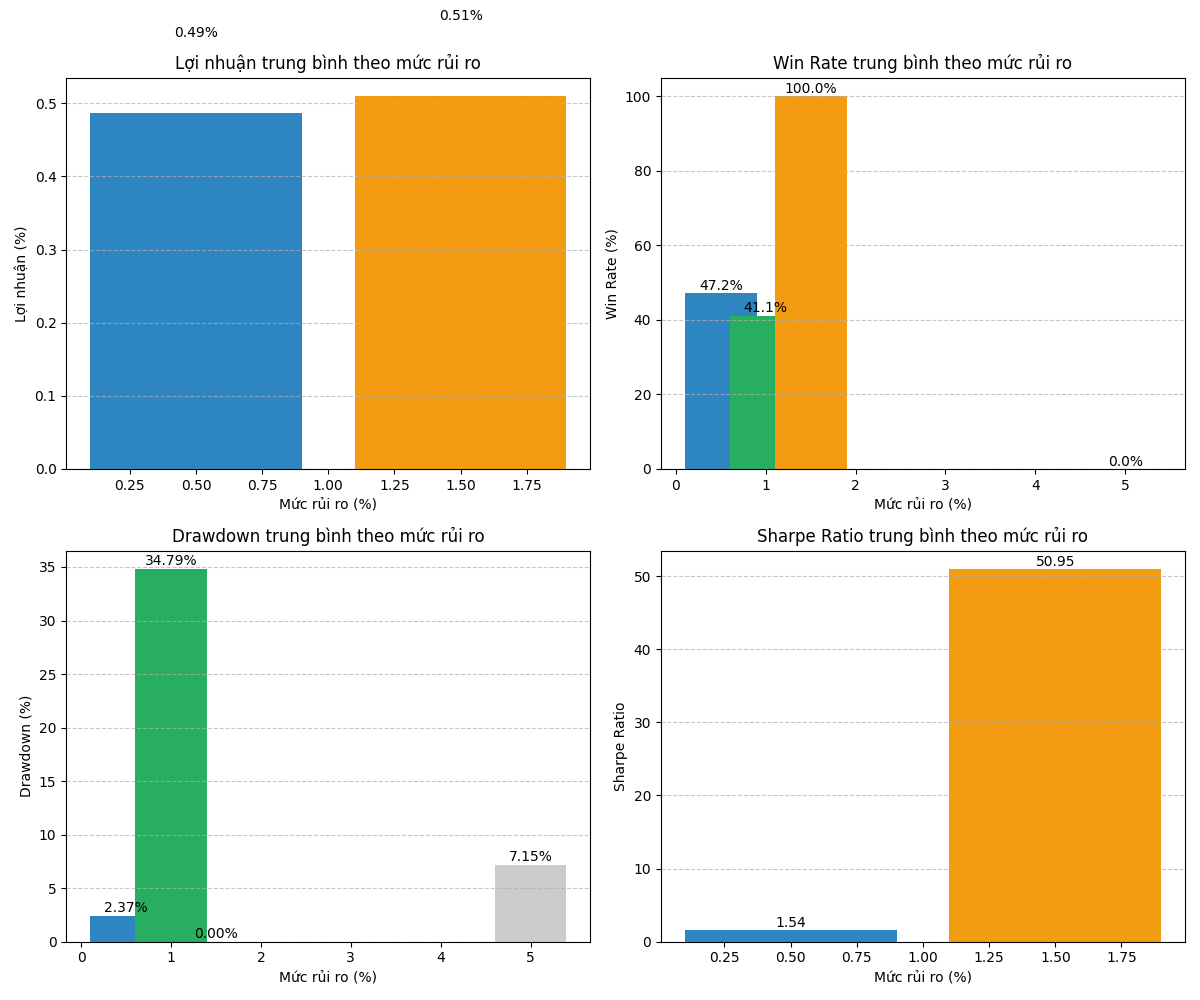 0.49%
0.51%
Lợi nhuận trung bình theo mức rủi ro
Lợi nhuận (%)
0.5
0.4
0.3
0.2
0.1
0.0
0.25 0.50 0.75 1.00 1.25 1.50 1.75
Mức rủi ro (%)
Win Rate trung bình theo mức rủi ro
Win Rate (%)
100
80
60
40
20
0
100.0%
47.2%
41.1%
0.0%
0 1 2 3 4 5
Mức rủi ro (%)
Drawdown trung bình theo mức rủi ro
Drawdown (%)
35
30
25
20
15
10
5
0
34.79%
7.15%
2.37%
0.00%
0 1 2 3 4 5
Mức rủi ro (%)
Sharpe Ratio trung bình theo mức rủi ro
Sharpe Ratio
50
40
30
20
10
0
50.95
1.54
0.25 0.50 0.75 1.00 1.25 1.50 1.75
Mức rủi ro (%)